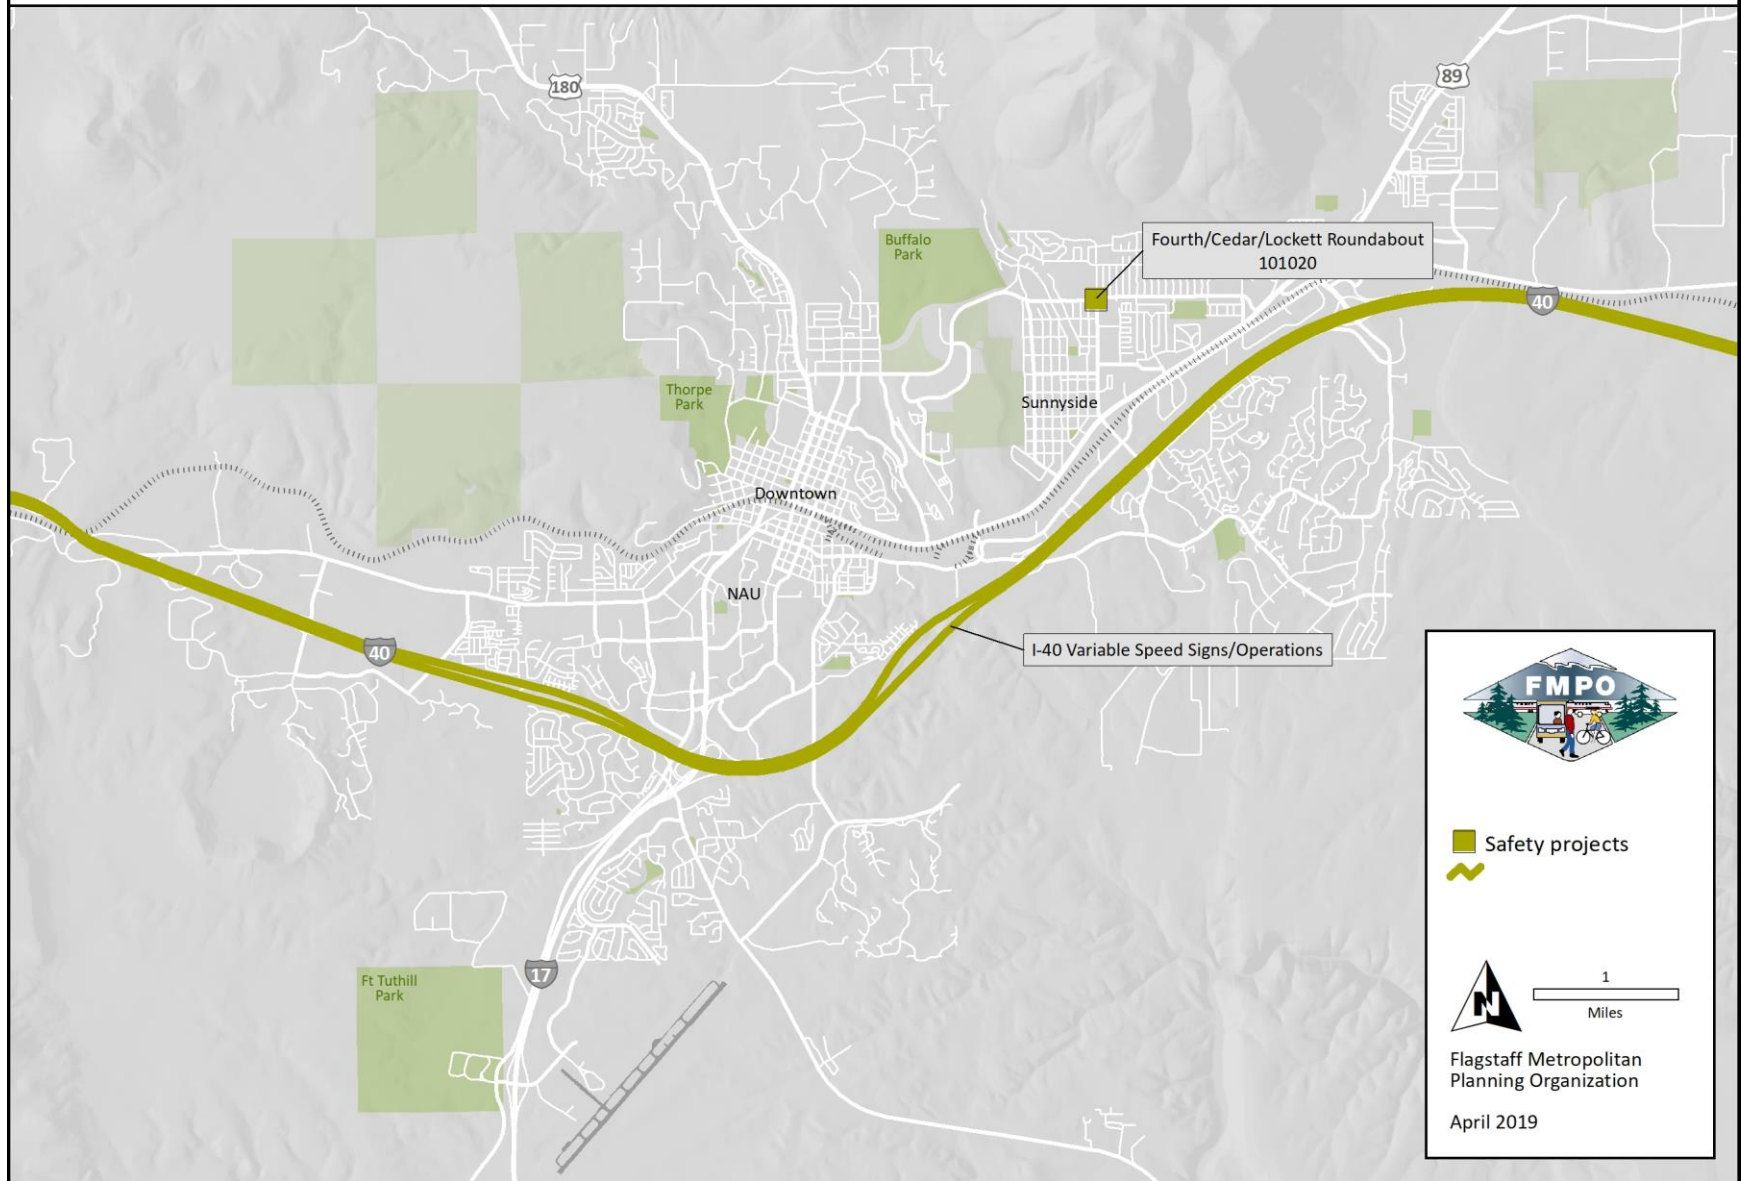 180
89
Buffalo
Park
Fourth/Cedar/Lockett Roundabout
101020
40
Thorpe
Park
Sunnyside
Downtown
NAU
40
I-40 Variable Speed Signs/Operations
FMPO
Safety projects
17
Ft Tuthill
Park
N
1
Miles
Flagstaff Metropolitan
Planning Organization
April 2019